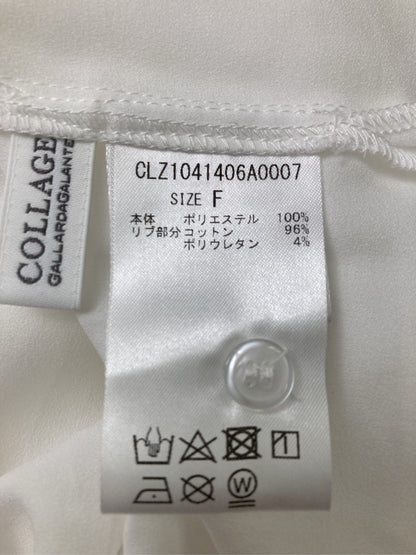 COLLAGE
GALLARDAGALANTE
CLZ1041406A0007
SIZE F
本体 ポリエステル 100%
リブ部分 コットン 96%
ポリウレタン 4%
W